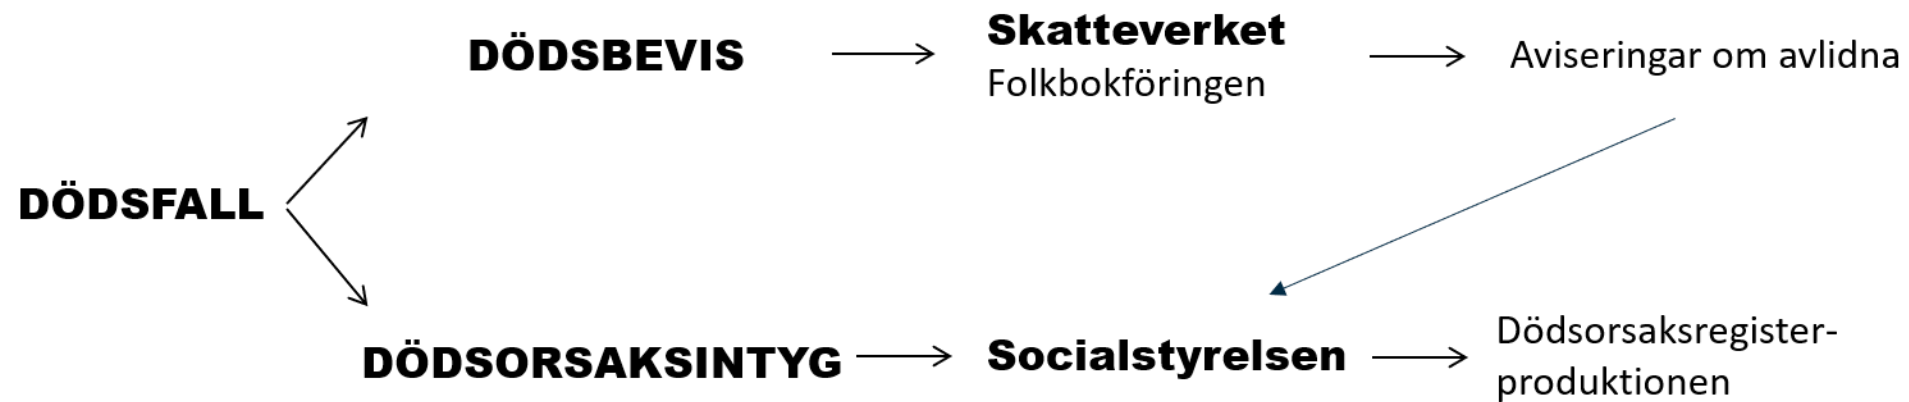 DÖDSBEVIS
Skatteverket
Folkbokföringen
Aviseringar om avlidna
DÖDSFALL
DÖDSORSAKSINTYG
Socialstyrelsen
Dödsorsaksregister-
produktionen